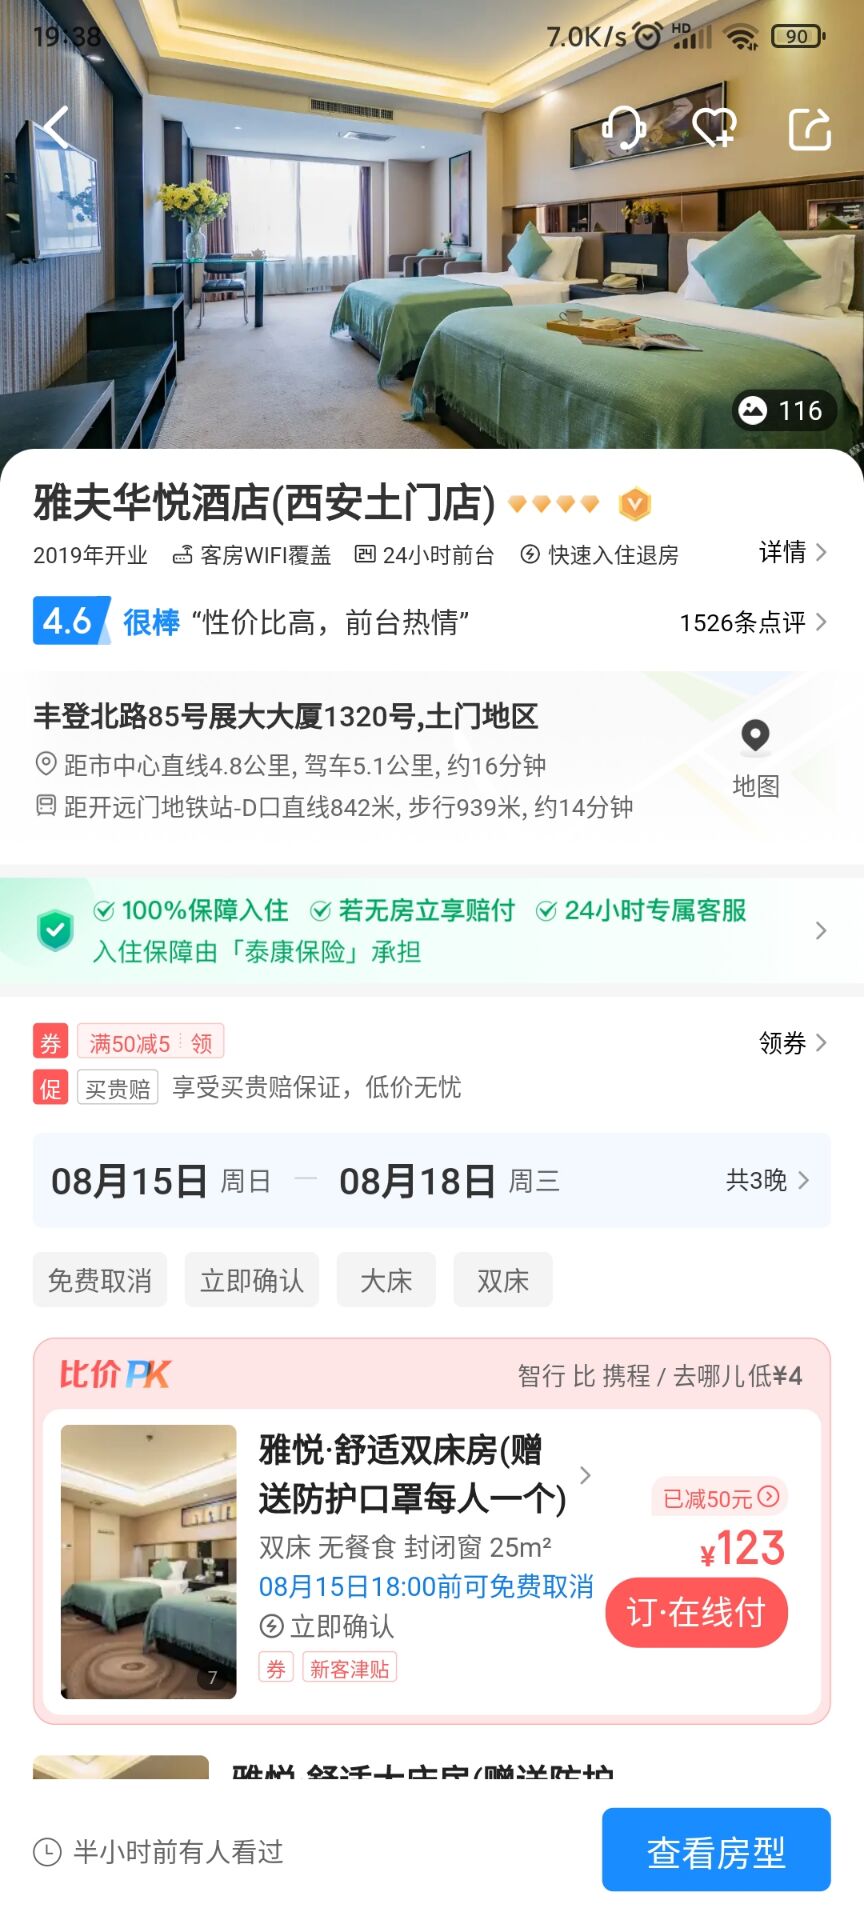 19:38 7.0K/s HD 90
116
雅夫华悦酒店(西安土门店)
2019年开业 客房WIFI覆盖 24小时前台 快速入住退房 详情
4.6 很棒 “性价比高，前台热情” 1526条点评
丰登北路85号展大大厦1320号,土门地区
距市中心直线4.8公里, 驾车5.1公里, 约16分钟
地图
距开远门地铁站-D口直线842米, 步行939米, 约14分钟
100%保障入住 若无房立享赔付 24小时专属客服
入住保障由「泰康保险」承担
券 满50减5 领 领券
促 买贵赔 享受买贵赔保证，低价无忧
08月15日 周日 — 08月18日 周三 共3晚
免费取消 立即确认 大床 双床
比价PK 智行 比 携程 / 去哪儿低¥4
雅悦·舒适双床房(赠
送防护口罩每人一个)
已减50元
双床 无餐食 封闭窗 25m²
¥123
08月15日18:00前可免费取消
订·在线付
立即确认
券 新客津贴
7
雅悦·舒适大床房(赠送防护
半小时前有人看过 查看房型